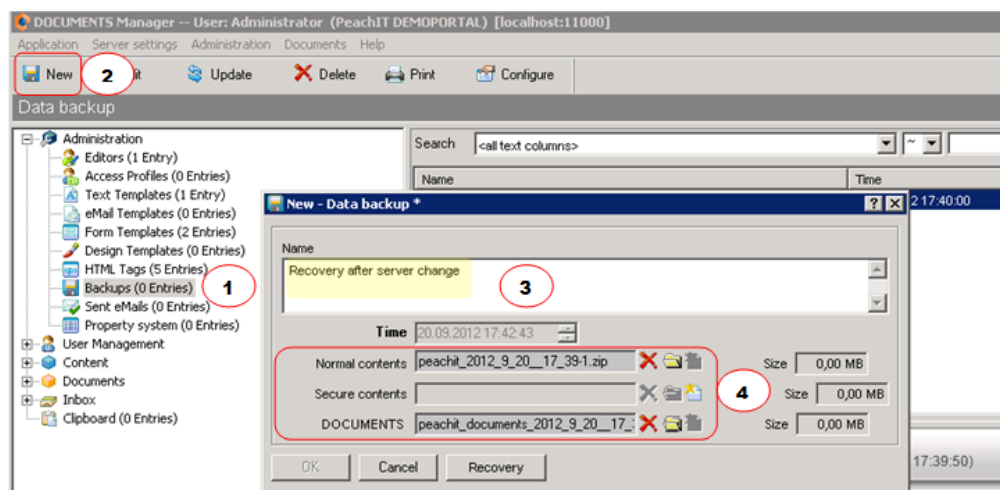 DOCUMENTS Manager -- User: Administrator (PeachIT DEMOPORTAL) [localhost:11000]
Application Server settings Administration Documents Help
New 2 it Update Delete Print Configure
Data backup
Administration
Editors (1 Entry)
Access Profiles (0 Entries)
Text Templates (1 Entry)
eMail Templates (0 Entries)
Form Templates (2 Entries)
Design Templates (0 Entries)
HTML Tags (5 Entries)
Backups (0 Entries)
1
Sent eMails (0 Entries)
Property system (0 Entries)
User Management
Content
Documents
Inbox
Clipboard (0 Entries)
Search <all text columns> ~
Name Time
2 17:40:00
New - Data backup *
Name
Recovery after server change
3
Time 20.09.2012 17:42:43
Normal contents peachit_2012_9_20__17_39-1.zip Size 0,00 MB
Secure contents 4 Size 0,00 MB
DOCUMENTS peachit_documents_2012_9_20__17_ Size 0,00 MB
OK Cancel Recovery
17:39:50)